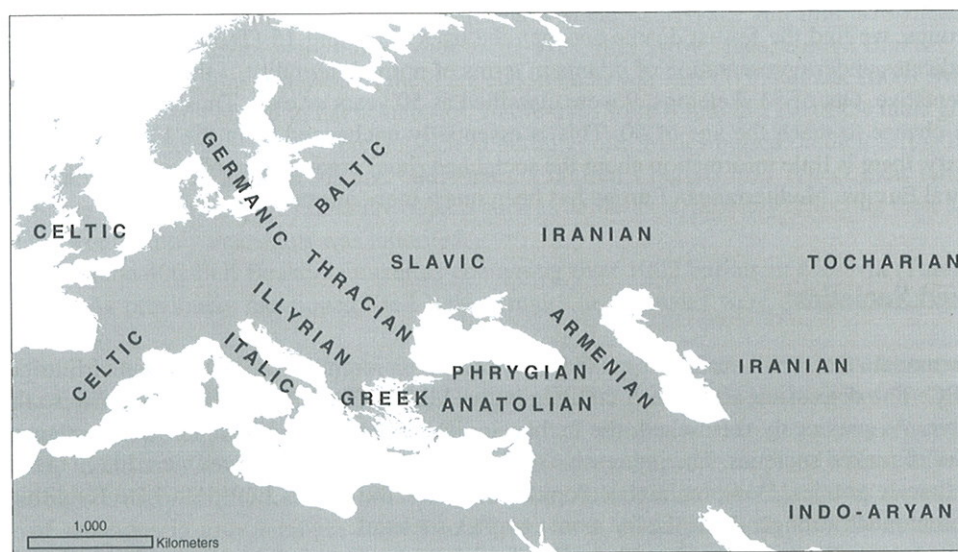 GERMANIC
BALTIC
CELTIC
IRANIAN
SLAVIC
TOCHARIAN
THRACIAN
ILLYRIAN
ARMENIAN
CELTIC
ITALIC
PHRYGIAN
IRANIAN
GREEK
ANATOLIAN
INDO-ARYAN
1,000
Kilometers